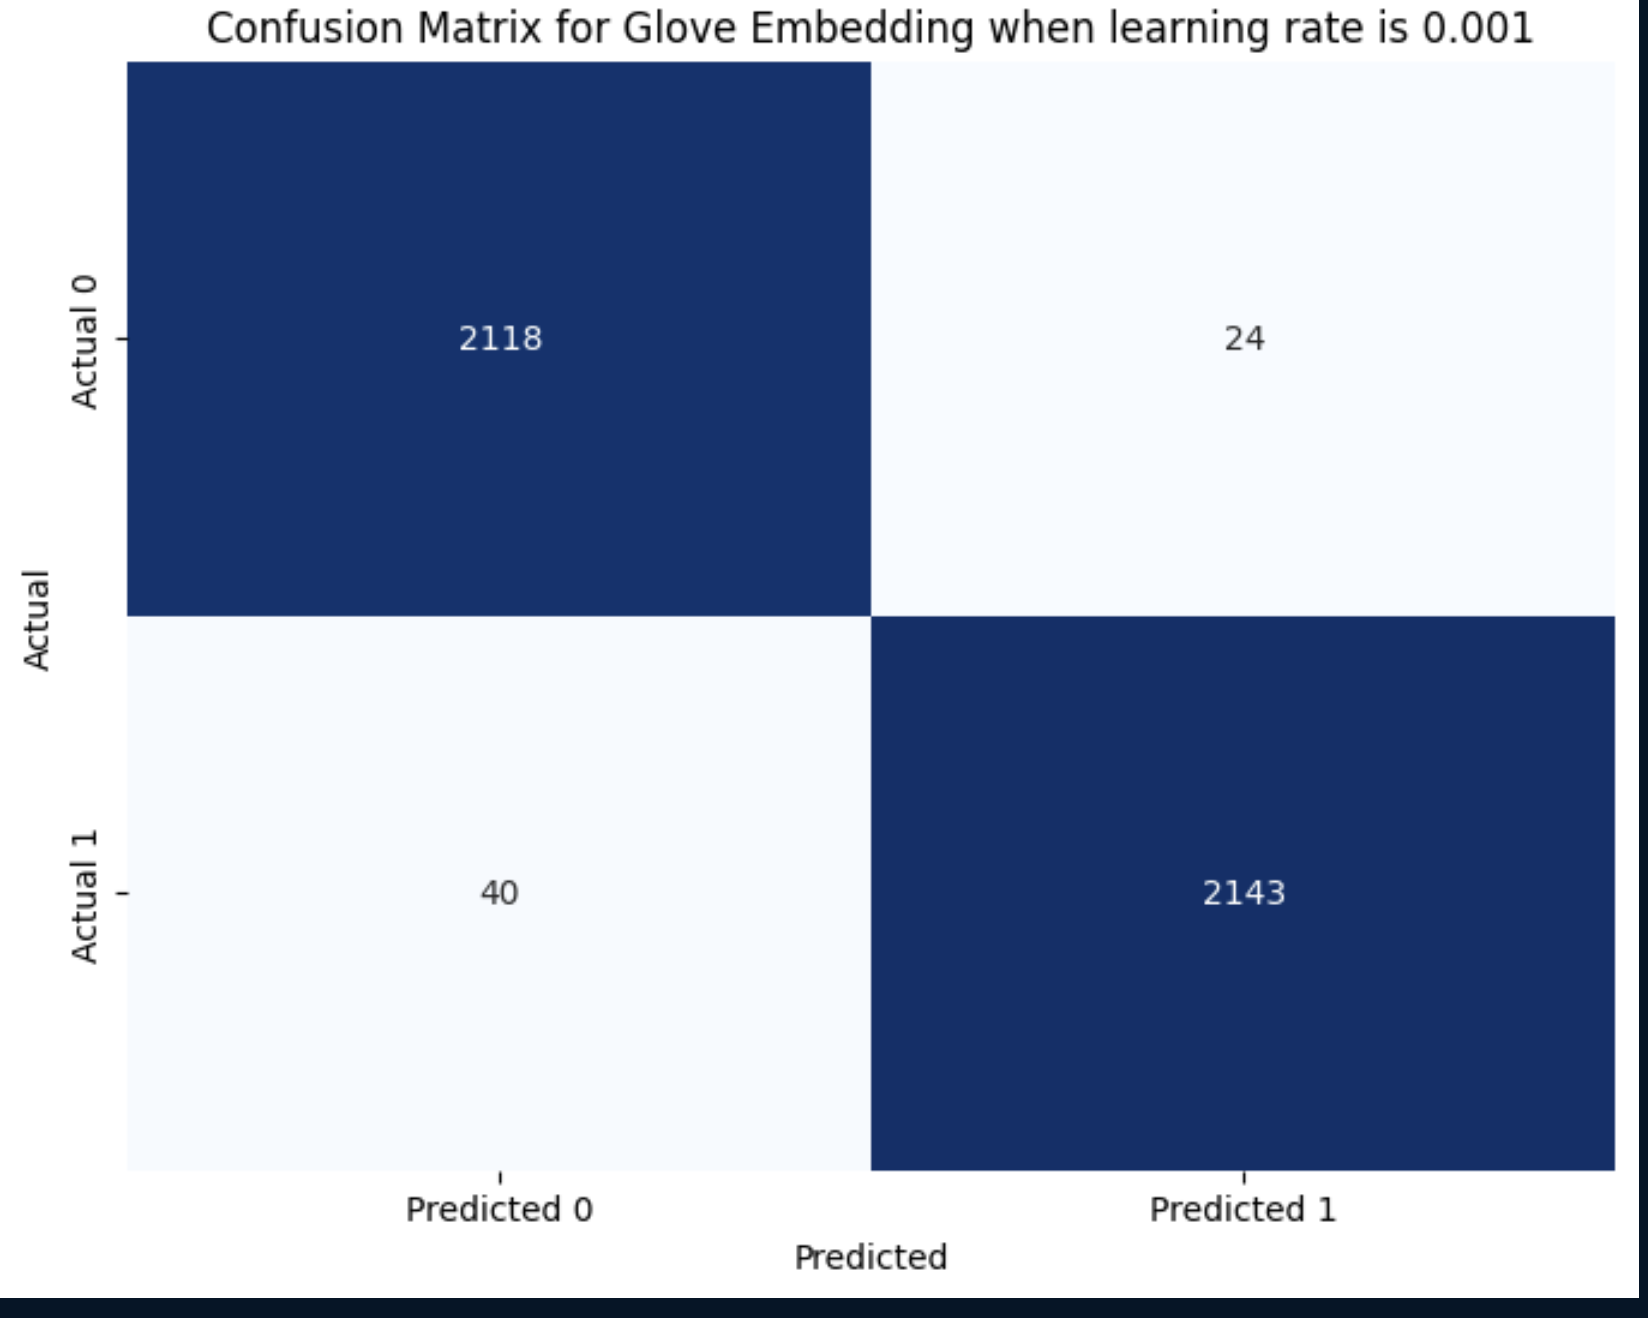 Confusion Matrix for Glove Embedding when learning rate is 0.001
Actual
Actual 0
2118
24
Actual 1
40
2143
Predicted 0
Predicted 1
Predicted